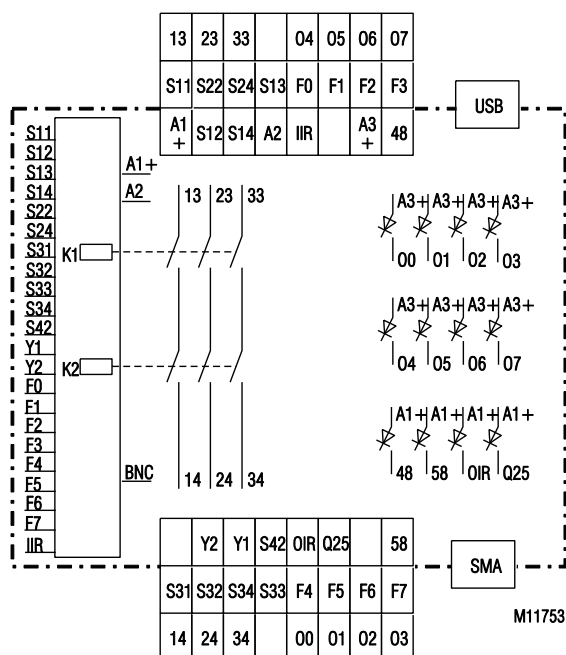 13 23 33 04 05 06 07
S11 S22 S24 S13 F0 F1 F2 F3
A1+ S12 S14 A2 IIR A3+ 48
USB
S11
S12
S13
S14
S22
S24
S31
S32
S33
S34
S42
Y1
Y2
F0
F1
F2
F3
F4
F5
F6
F7
IIR
A1+
A2
K1
K2
BNC
13 23 33
14 24 34
A3+ A3+ A3+ A3+
00 01 02 03
A3+ A3+ A3+ A3+
04 05 06 07
A1+ A1+ A1+ A1+
48 58 OIR Q25
Y2 Y1 S42 OIR Q25 58
S31 S32 S34 S33 F4 F5 F6 F7
14 24 34 00 01 02 03
SMA
M11753